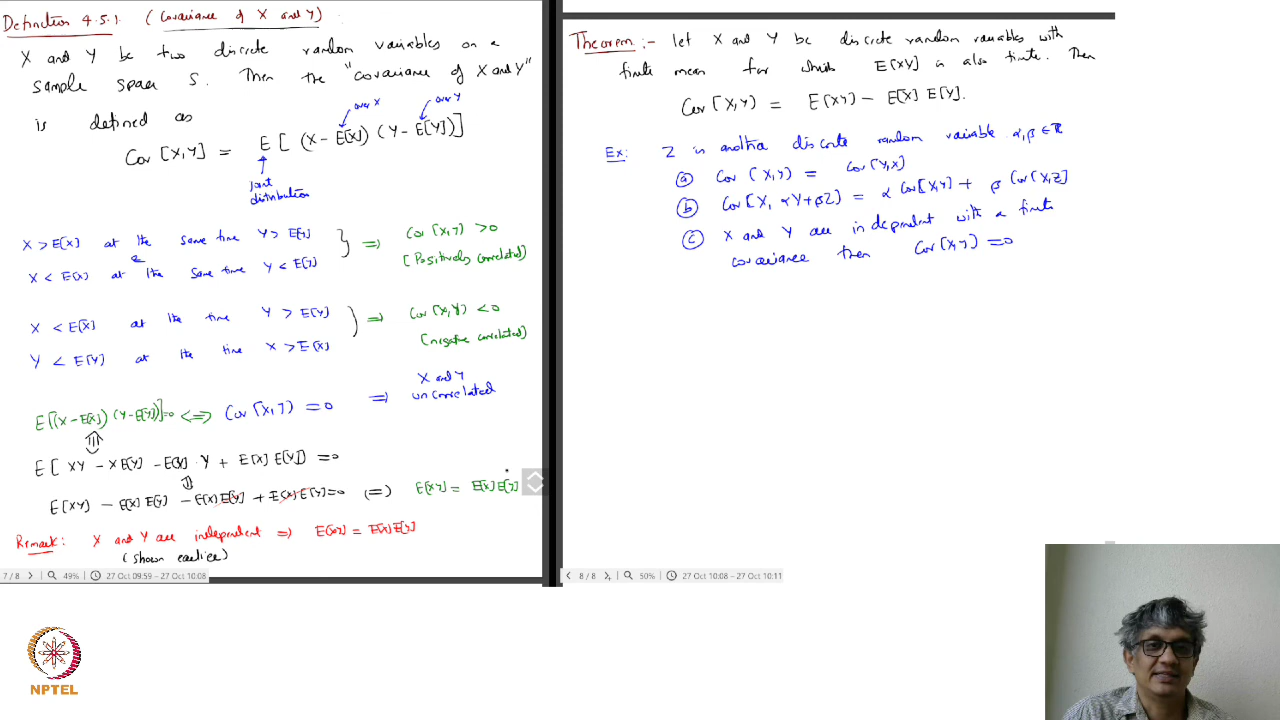 Definition 4.5.1. (Covariance of X and Y)
X and Y be two discrete random variables on a
sample space S. Then the "covariance of X and Y"
is defined as
over X over Y
Cov [X,Y] = E [ (X - E[X]) (Y - E[Y])]
Joint
distribution
X > E[X] at the same time Y > E[Y]
&
X < E[X] at the same time Y < E[Y]
} => Cov [X,Y] > 0
[Positively correlated]
X < E[X] at the time Y > E[Y]
Y < E[Y] at the time X > E[X]
) => Cov [X,Y] < 0
[negative correlated]
E[(X - E[X]) (Y - E[Y])] = 0 <=> Cov [X,Y] = 0 => X and Y
uncorrelated
E [ XY - X E[Y] - E[X] . Y + E[X] E[Y]] = 0
E[XY] - E[X] E[Y] - E[X] E[Y] + E[X] E[Y] = 0 <=> E[XY] = E[X] E[Y]
Remark: X and Y are independent => E[XY] = E[X] E[Y]
(shown earlier)
7 / 8 49% 27 Oct 09:59 - 27 Oct 10:08
Theorem :- let X and Y be discrete random variables with
finite mean for which E[XY] is also finite. Then
Cov [X,Y] = E[XY] - E[X] E[Y].
Ex: Z is another discrete random variable α, β ∈ ℝ
(a) Cov [X,Y] = Cov [Y,X]
(b) Cov [X, αY + βZ] = α Cov[X,Y] + β Cov [X,Z]
(c) X and Y are independent with a finite
covariance then Cov [X,Y] = 0
8 / 8 50% 27 Oct 10:08 - 27 Oct 10:11
NPTEL